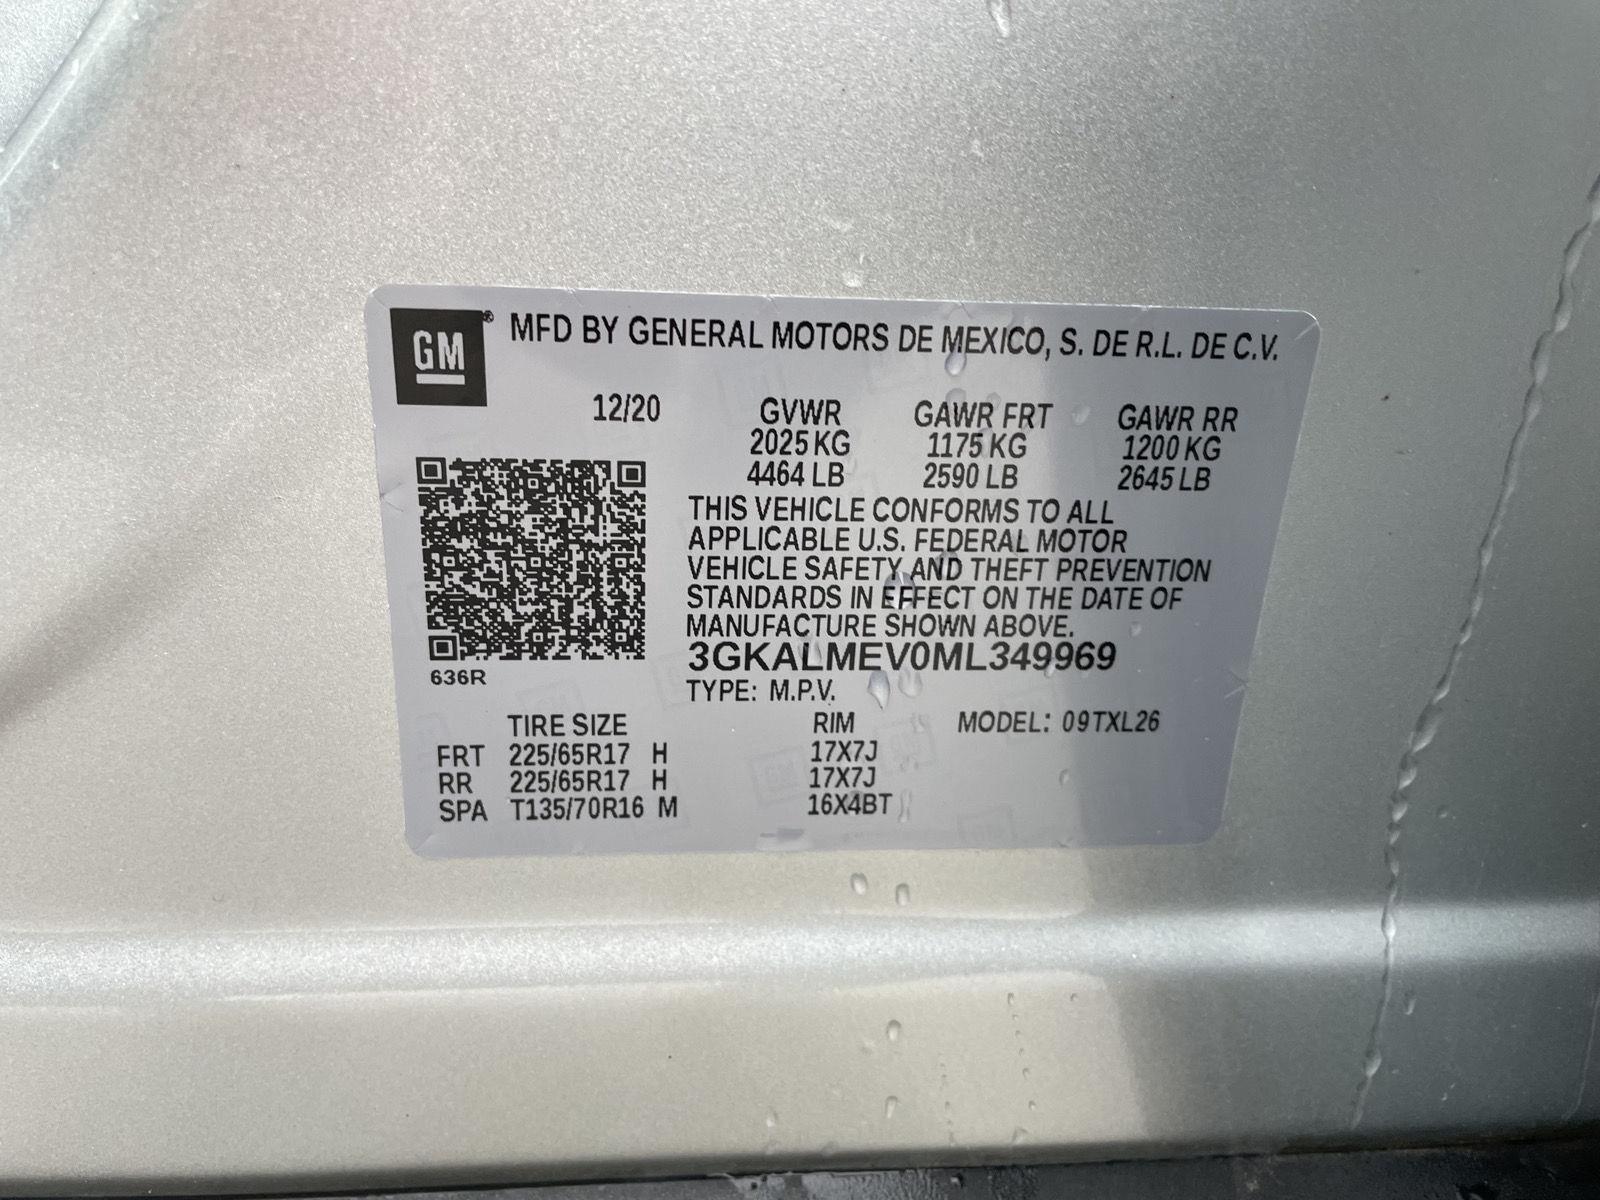 GM® MFD BY GENERAL MOTORS DE MEXICO, S. DE R.L. DE C.V.
12/20 GVWR GAWR FRT GAWR RR
2025 KG 1175 KG 1200 KG
4464 LB 2590 LB 2645 LB
THIS VEHICLE CONFORMS TO ALL
APPLICABLE U.S. FEDERAL MOTOR
VEHICLE SAFETY AND THEFT PREVENTION
STANDARDS IN EFFECT ON THE DATE OF
MANUFACTURE SHOWN ABOVE.
3GKALMEV0ML349969
636R
TYPE: M.P.V.
TIRE SIZE RIM MODEL: 09TXL26
FRT 225/65R17 H 17X7J
RR 225/65R17 H 17X7J
SPA T135/70R16 M 16X4BT